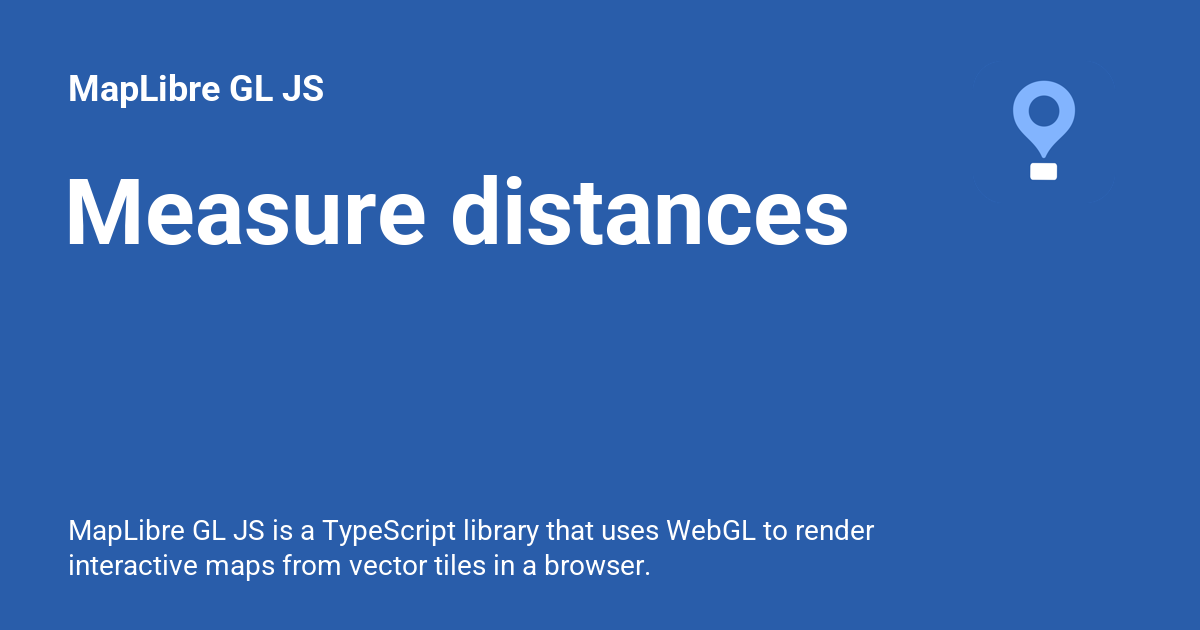 MapLibre GL JS
Measure distances
MapLibre GL JS is a TypeScript library that uses WebGL to render
interactive maps from vector tiles in a browser.